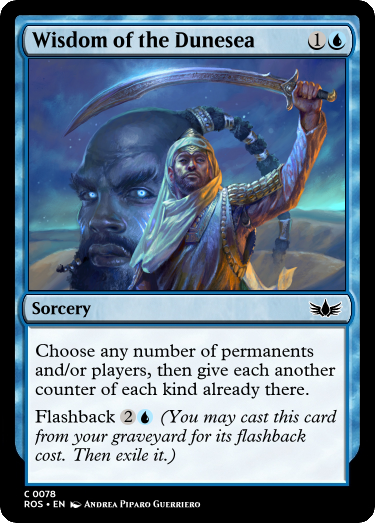 Wisdom of the Dunesea 1
Sorcery
Choose any number of permanents
and/or players, then give each another
counter of each kind already there.
Flashback 2 (You may cast this card
from your graveyard for its flashback
cost. Then exile it.)
C 0078
ROS • EN Andrea Piparo Guerriero